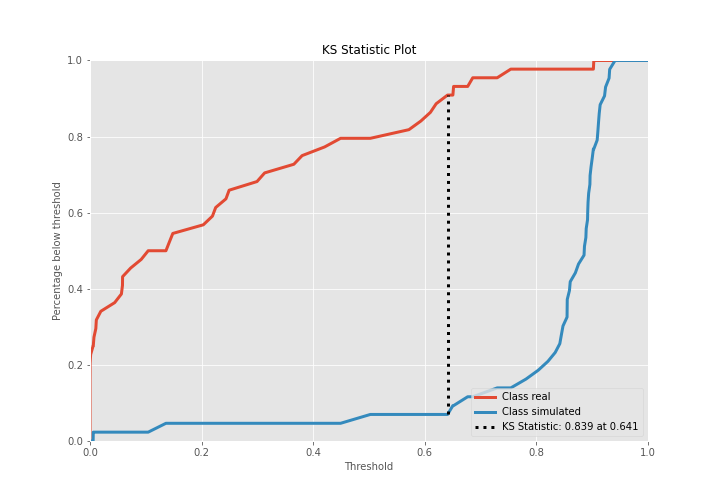 KS Statistic Plot
1.0
0.8
0.6
0.4
0.2
0.0
Percentage below threshold
Class real
Class simulated
KS Statistic: 0.839 at 0.641
0.0 0.2 0.4 0.6 0.8 1.0
Threshold